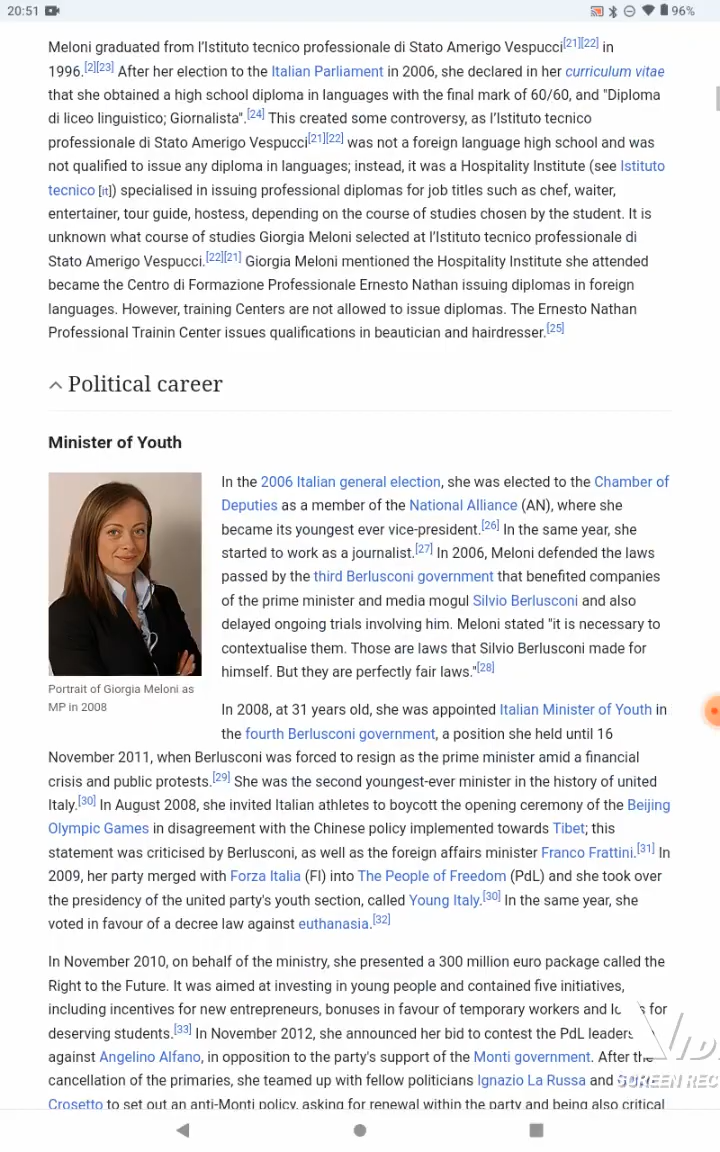 20:51 96%
Meloni graduated from l'Istituto tecnico professionale di Stato Amerigo Vespucci[21][22] in
1996.[2][23] After her election to the Italian Parliament in 2006, she declared in her curriculum vitae
that she obtained a high school diploma in languages with the final mark of 60/60, and "Diploma
di liceo linguistico; Giornalista".[24] This created some controversy, as l'Istituto tecnico
professionale di Stato Amerigo Vespucci[21][22] was not a foreign language high school and was
not qualified to issue any diploma in languages; instead, it was a Hospitality Institute (see Istituto
tecnico [it]) specialised in issuing professional diplomas for job titles such as chef, waiter,
entertainer, tour guide, hostess, depending on the course of studies chosen by the student. It is
unknown what course of studies Giorgia Meloni selected at l'Istituto tecnico professionale di
Stato Amerigo Vespucci.[22][21] Giorgia Meloni mentioned the Hospitality Institute she attended
became the Centro di Formazione Professionale Ernesto Nathan issuing diplomas in foreign
languages. However, training Centers are not allowed to issue diplomas. The Ernesto Nathan
Professional Trainin Center issues qualifications in beautician and hairdresser.[25]
Political career
Minister of Youth
In the 2006 Italian general election, she was elected to the Chamber of
Deputies as a member of the National Alliance (AN), where she
became its youngest ever vice-president.[26] In the same year, she
started to work as a journalist.[27] In 2006, Meloni defended the laws
passed by the third Berlusconi government that benefited companies
of the prime minister and media mogul Silvio Berlusconi and also
delayed ongoing trials involving him. Meloni stated "it is necessary to
contextualise them. Those are laws that Silvio Berlusconi made for
himself. But they are perfectly fair laws."[28]
Portrait of Giorgia Meloni as
MP in 2008
In 2008, at 31 years old, she was appointed Italian Minister of Youth in
the fourth Berlusconi government, a position she held until 16
November 2011, when Berlusconi was forced to resign as the prime minister amid a financial
crisis and public protests.[29] She was the second youngest-ever minister in the history of united
Italy.[30] In August 2008, she invited Italian athletes to boycott the opening ceremony of the Beijing
Olympic Games in disagreement with the Chinese policy implemented towards Tibet; this
statement was criticised by Berlusconi, as well as the foreign affairs minister Franco Frattini.[31] In
2009, her party merged with Forza Italia (FI) into The People of Freedom (PdL) and she took over
the presidency of the united party's youth section, called Young Italy.[30] In the same year, she
voted in favour of a decree law against euthanasia.[32]
In November 2010, on behalf of the ministry, she presented a 300 million euro package called the
Right to the Future. It was aimed at investing in young people and contained five initiatives,
including incentives for new entrepreneurs, bonuses in favour of temporary workers and for
deserving students.[33] In November 2012, she announced her bid to contest the PdL
against Angelino Alfano, in opposition to the party's support of the Monti government. After the
cancellation of the primaries, she teamed up with fellow politicians Ignazio La Russa and
Crosetto to set out an anti-Monti policy, asking for renewal within the party and being also critical